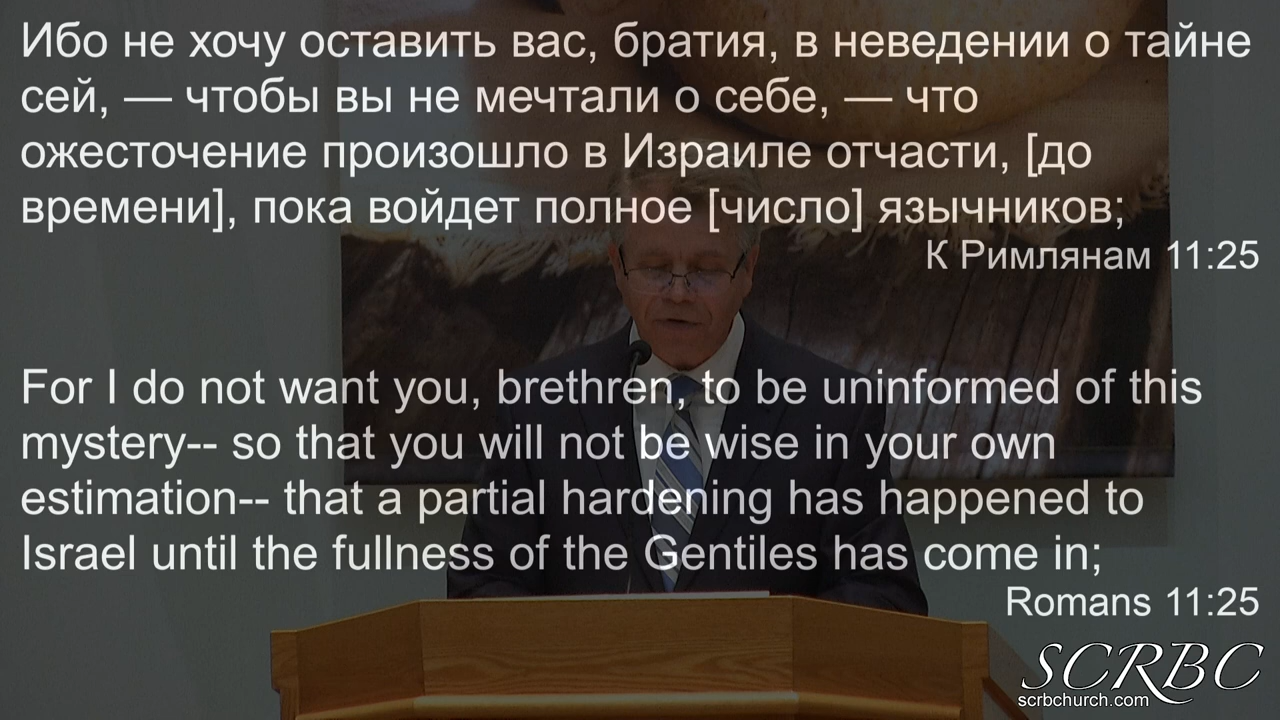 Ибо не хочу оставить вас, братия, в неведении о тайне
сей, — чтобы вы не мечтали о себе, — что
ожесточение произошло в Израиле отчасти, [до
времени], пока войдет полное [число] язычников;
К Римлянам 11:25
For I do not want you, brethren, to be uninformed of this
mystery-- so that you will not be wise in your own
estimation-- that a partial hardening has happened to
Israel until the fullness of the Gentiles has come in;
Romans 11:25
SCRBC
scrbchurch.com